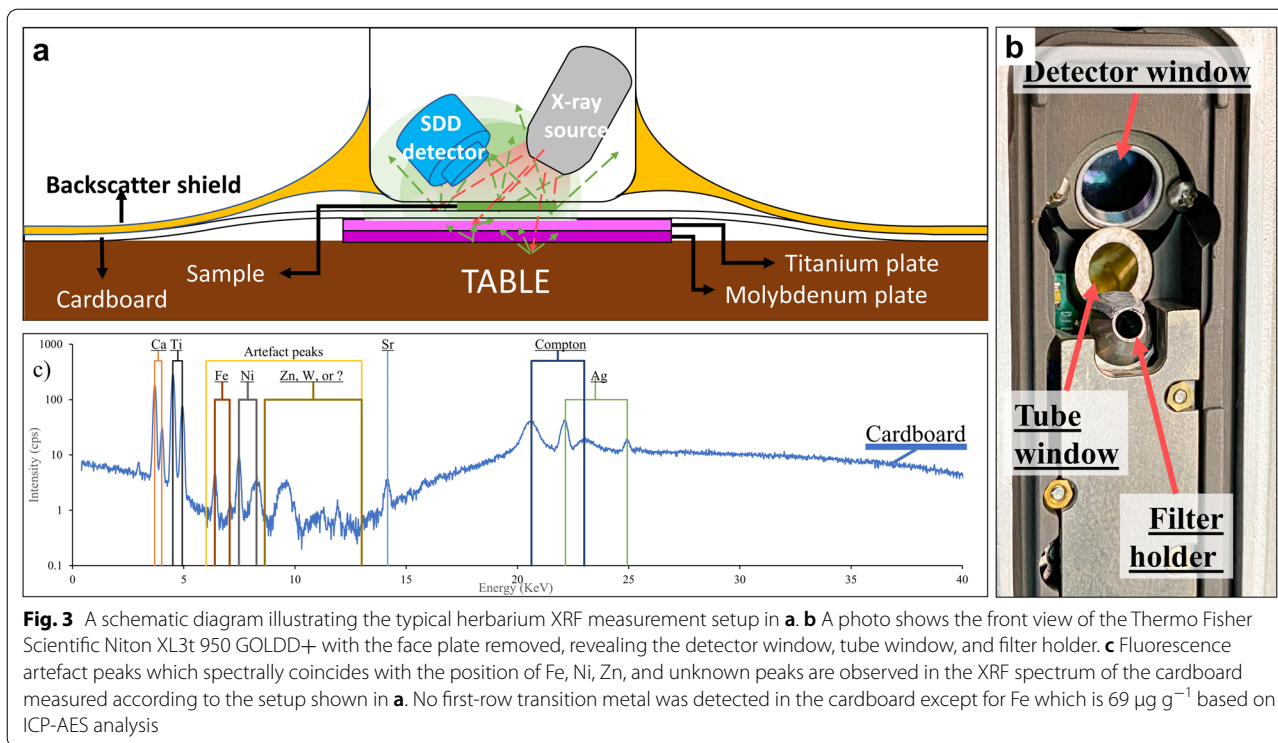 a
SDD
detector
X-ray
source
Backscatter shield
Sample
Cardboard
TABLE
Titanium plate
Molybdenum plate
b
Detector window
Tube
window
Filter
holder
c)
1000
100
10
1
0.1
Intensity (cps)
Ca Ti
Artefact peaks
Fe Ni Zn, W, or ?
Sr
Compton
Ag
Cardboard
0 5 10 15 20 25 30 35 40
Energy (KeV)
Fig. 3 A schematic diagram illustrating the typical herbarium XRF measurement setup in a. b A photo shows the front view of the Thermo Fisher
Scientific Niton XL3t 950 GOLDD+ with the face plate removed, revealing the detector window, tube window, and filter holder. c Fluorescence
artefact peaks which spectrally coincides with the position of Fe, Ni, Zn, and unknown peaks are observed in the XRF spectrum of the cardboard
measured according to the setup shown in a. No first-row transition metal was detected in the cardboard except for Fe which is 69 μg g⁻¹ based on
ICP-AES analysis